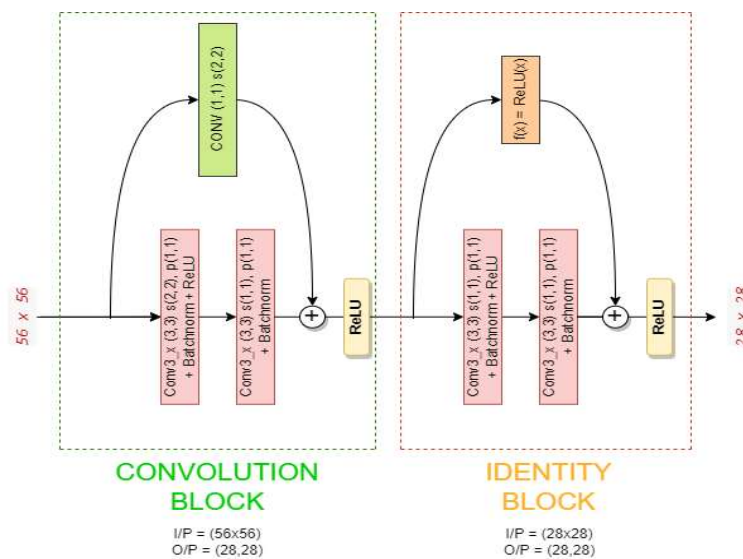 CONV (1,1) s(2,2)
f(x) = ReLU(x)
56 x 56
Conv3_x (3,3) s(2,2), p(1,1)
+ Batchnorm + ReLU
Conv3_x (3,3) s(1,1), p(1,1)
+ Batchnorm
+
ReLU
Conv3_x (3,3) s(1,1), p(1,1)
+ Batchnorm + ReLU
Conv3_x (3,3) s(1,1), p(1,1)
+ Batchnorm
+
ReLU
28 x 28
CONVOLUTION
BLOCK
I/P = (56x56)
O/P = (28,28)
IDENTITY
BLOCK
I/P = (28x28)
O/P = (28,28)